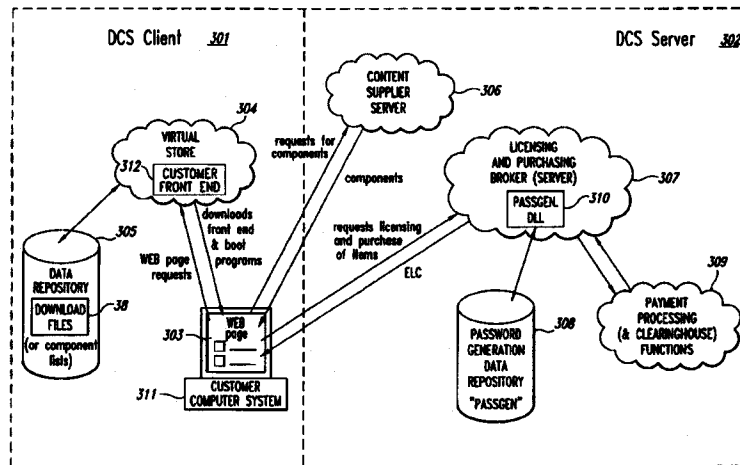 DCS Client 301
DCS Server 302
CONTENT
SUPPLIER
SERVER
306
304
VIRTUAL
STORE
312
CUSTOMER
FRONT END
requests for
components
components
LICENSING
AND PURCHASING
BROKER (SERVER)
307
PASSGEN.
DLL
310
305
DATA
REPOSITORY
DOWNLOAD
FILES
38
(or component
lists)
WEB page
requests
downloads
front end
& boot
programs
requests licensing
and purchase
of items
ELC
303
WEB
page
311
CUSTOMER
COMPUTER SYSTEM
PASSWORD
GENERATION
DATA
REPOSITORY
"PASSGEN"
308
309
PAYMENT
PROCESSING
(& CLEARINGHOUSE)
FUNCTIONS